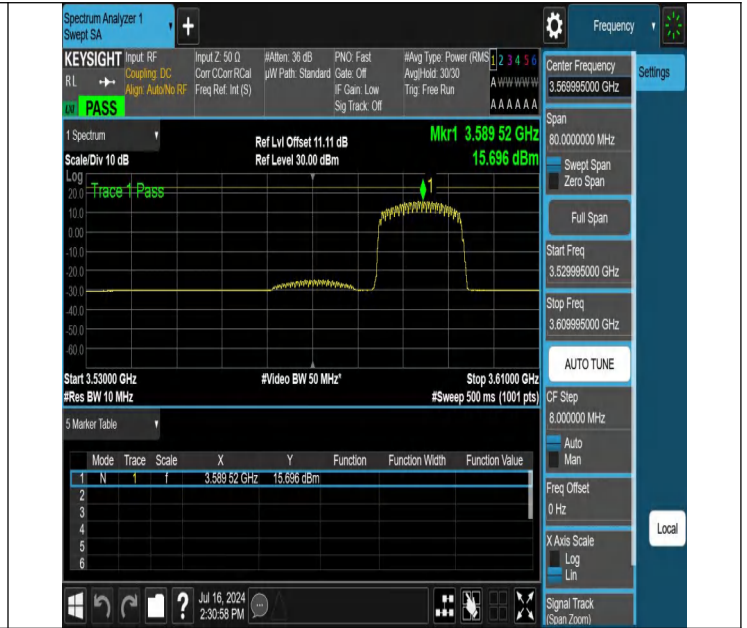 Spectrum Analyzer 1
Swept SA
+
Frequency
KEYSIGHT Input: RF
Coupling: DC
Align: Auto/No RF
RL
PASS
Input Z: 50 Ω
Corr CCorr RCal
Freq Ref: Int (S)
#Atten: 36 dB
µW Path: Standard
PNO: Fast
Gate: Off
IF Gain: Low
Sig Track: Off
#Avg Type: Power (RMS
Avg|Hold: 30/30
Trig: Free Run
1 2 3 4 5 6
A W W W W W
A A A A A A
1 Spectrum
Scale/Div 10 dB
Ref Lvl Offset 11.11 dB
Ref Level 30.00 dBm
Mkr1 3.589 52 GHz
15.696 dBm
Log
Trace 1 Pass
1
20.0
10.0
0.00
-10.0
-20.0
-30.0
-40.0
-50.0
-60.0
Start 3.53000 GHz
#Res BW 10 MHz
#Video BW 50 MHz*
Stop 3.61000 GHz
#Sweep 500 ms (1001 pts)
5 Marker Table
Mode Trace Scale X Y Function Function Width Function Value
1 N 1 f 3.589 52 GHz 15.696 dBm
2
3
4
5
6
Jul 16, 2024
2:30:58 PM
?
Center Frequency
3.569995000 GHz
Settings
Span
80.0000000 MHz
Swept Span
Zero Span
Full Span
Start Freq
3.529995000 GHz
Stop Freq
3.609995000 GHz
AUTO TUNE
CF Step
8.000000 MHz
Auto
Man
Freq Offset
0 Hz
Local
X Axis Scale
Log
Lin
Signal Track
(Span Zoom)